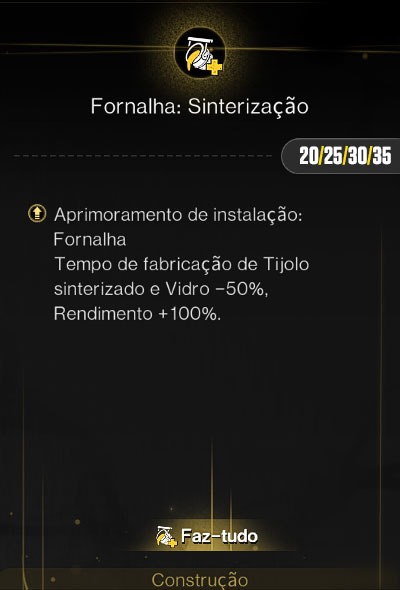 Fornalha: Sinterização
20/25/30/35
Aprimoramento de instalação:
Fornalha
Tempo de fabricação de Tijolo
sinterizado e Vidro −50%,
Rendimento +100%.
Faz-tudo
Construção